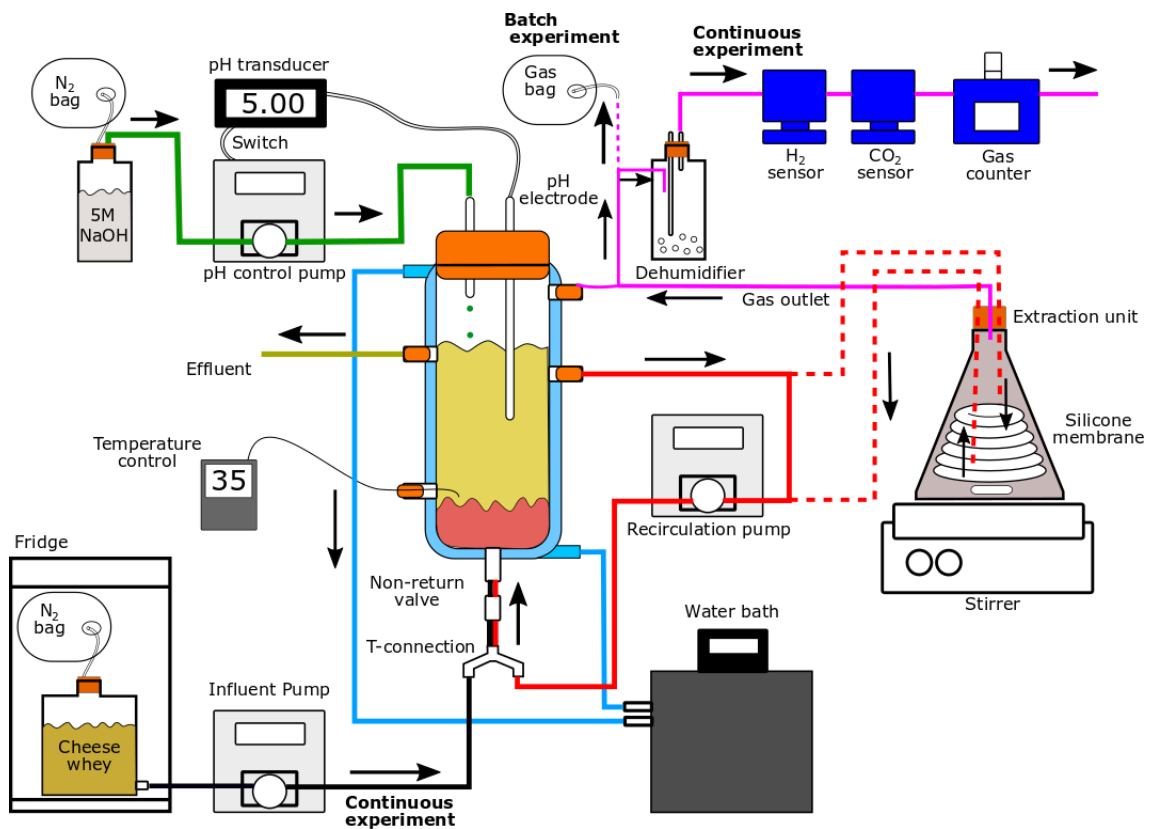 Batch
experiment
Continuous
experiment
N2
bag
pH transducer
5.00
Gas
bag
Switch
H2
sensor
CO2
sensor
Gas
counter
pH
electrode
5M
NaOH
pH control pump
Dehumidifier
Gas outlet
Extraction unit
Effluent
Silicone
membrane
Temperature
control
35
Recirculation pump
Fridge
Non-return
valve
Stirrer
N2
bag
Water bath
T-connection
Influent Pump
Cheese
whey
Continuous
experiment